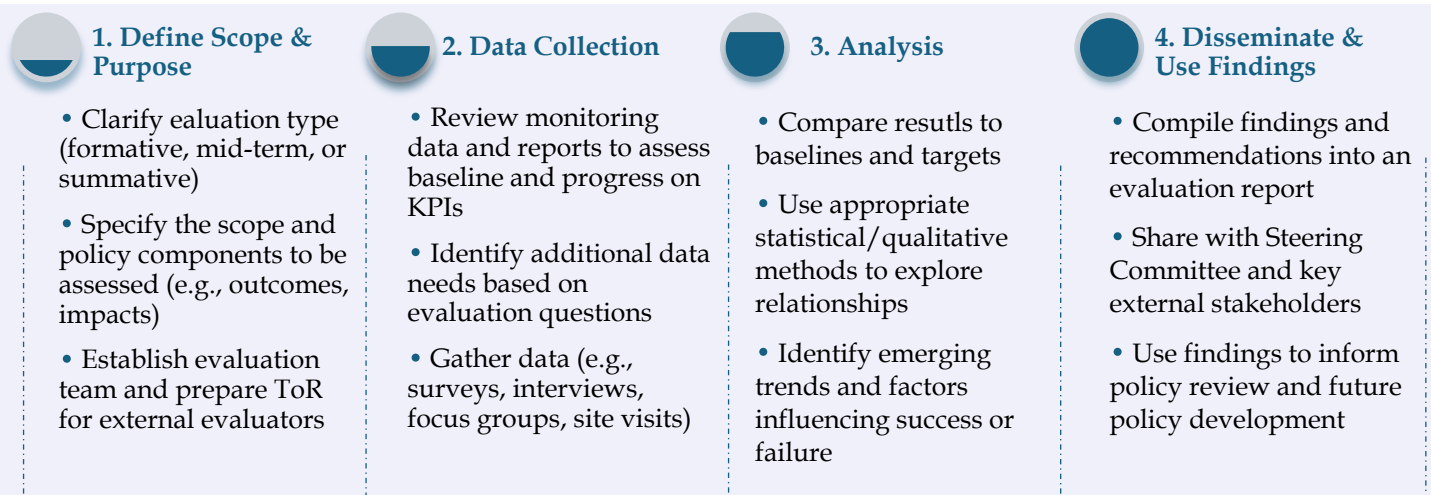 1. Define Scope &
Purpose
• Clarify ealuation type
(formative, mid-term, or
summative)
• Specify the scope and
policy components to be
assessed (e.g., outcomes,
impacts)
• Establish evaluation
team and prepare ToR
for external evaluators
2. Data Collection
• Review monitoring
data and reports to assess
baseline and progress on
KPIs
• Identify additional data
needs based on
evaluation questions
• Gather data (e.g.,
surveys, interviews,
focus groups, site visits)
3. Analysis
• Compare resutls to
baselines and targets
• Use appropriate
statistical/qualitative
methods to explore
relationships
• Identify emerging
trends and factors
influencing success or
failure
4. Disseminate &
Use Findings
• Compile findings and
recommendations into an
evaluation report
• Share with Steering
Committee and key
external stakeholders
• Use findings to inform
policy review and future
policy development